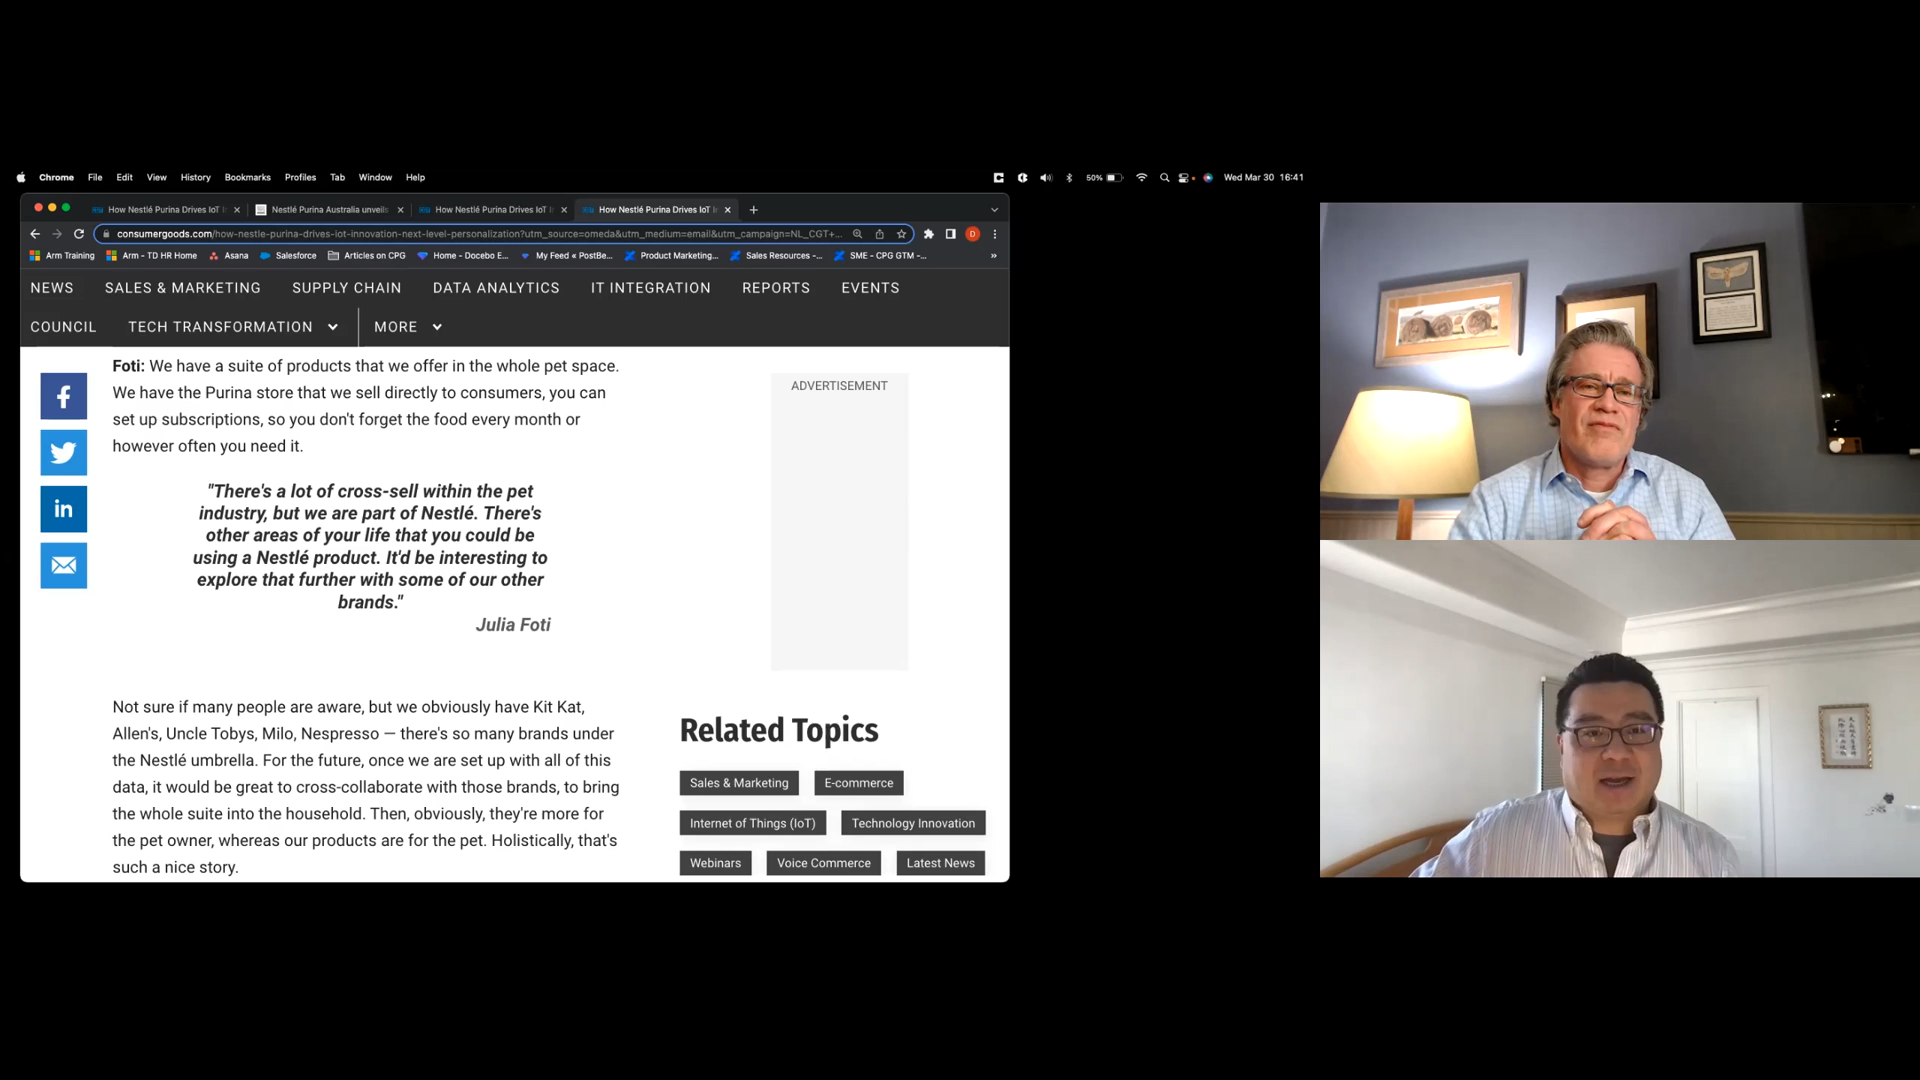 Chrome File Edit View History Bookmarks Profiles Tab Window Help 50% Wed Mar 30 16:41
How Nestlé Purina Drives IoT I Nestlé Purina Australia unveils How Nestlé Purina Drives IoT I How Nestlé Purina Drives IoT I
consumergoods.com/how-nestle-purina-drives-iot-innovation-next-level-personalization?utm_source=omeda&utm_medium=email&utm_campaign=NL_CGT+... D
Arm Training Arm - TD HR Home Asana Salesforce Articles on CPG Home - Docebo E... My Feed « PostBe... Product Marketing... Sales Resources -... SME - CPG GTM -... »
NEWS SALES & MARKETING SUPPLY CHAIN DATA ANALYTICS IT INTEGRATION REPORTS EVENTS
COUNCIL TECH TRANSFORMATION MORE
Foti: We have a suite of products that we offer in the whole pet space.
We have the Purina store that we sell directly to consumers, you can
set up subscriptions, so you don't forget the food every month or
however often you need it.
"There's a lot of cross-sell within the pet
industry, but we are part of Nestlé. There's
other areas of your life that you could be
using a Nestlé product. It'd be interesting to
explore that further with some of our other
brands."
Julia Foti
Not sure if many people are aware, but we obviously have Kit Kat,
Allen's, Uncle Tobys, Milo, Nespresso — there's so many brands under
the Nestlé umbrella. For the future, once we are set up with all of this
data, it would be great to cross-collaborate with those brands, to bring
the whole suite into the household. Then, obviously, they're more for
the pet owner, whereas our products are for the pet. Holistically, that's
such a nice story.
ADVERTISEMENT
Related Topics
Sales & Marketing E-commerce
Internet of Things (IoT) Technology Innovation
Webinars Voice Commerce Latest News